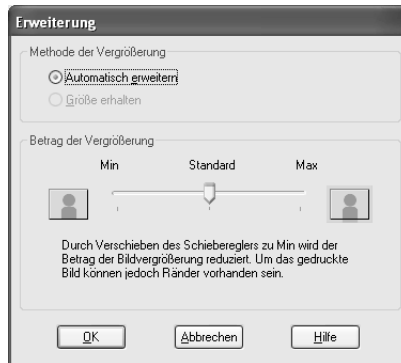 Erweiterung
Methode der Vergrößerung
Automatisch erweitern
Größe erhalten
Betrag der Vergrößerung
Min Standard Max
Durch Verschieben des Schiebereglers zu Min wird der
Betrag der Bildvergrößerung reduziert. Um das gedruckte
Bild können jedoch Ränder vorhanden sein.
OK Abbrechen Hilfe